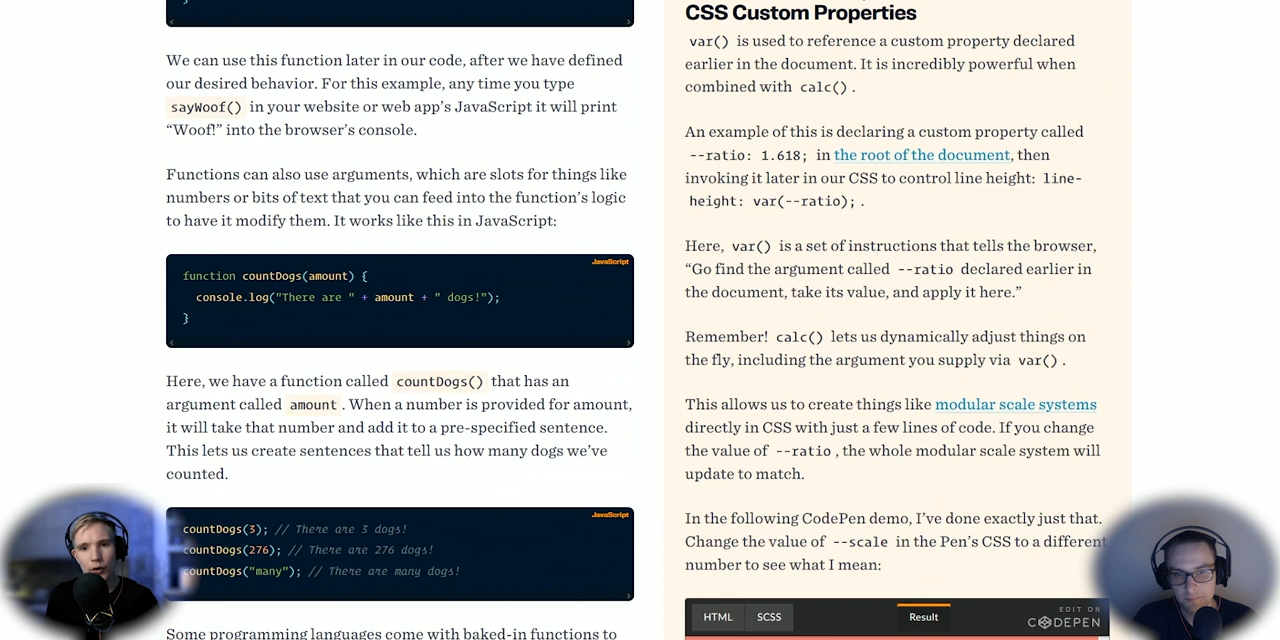 We can use this function later in our code, after we have defined
our desired behavior. For this example, any time you type
sayWoof() in your website or web app’s JavaScript it will print
“Woof!” into the browser’s console.
Functions can also use arguments, which are slots for things like
numbers or bits of text that you can feed into the function’s logic
to have it modify them. It works like this in JavaScript:
JavaScript
function countDogs(amount) {
console.log("There are " + amount + " dogs!");
}
Here, we have a function called countDogs() that has an
argument called amount . When a number is provided for amount,
it will take that number and add it to a pre-specified sentence.
This lets us create sentences that tell us how many dogs we’ve
counted.
JavaScript
countDogs(3); // There are 3 dogs!
countDogs(276); // There are 276 dogs!
countDogs("many"); // There are many dogs!
Some programming languages come with baked-in functions to
CSS Custom Properties
var() is used to reference a custom property declared
earlier in the document. It is incredibly powerful when
combined with calc() .
An example of this is declaring a custom property called
--ratio: 1.618; in the root of the document, then
invoking it later in our CSS to control line height: line-
height: var(--ratio); .
Here, var() is a set of instructions that tells the browser,
“Go find the argument called --ratio declared earlier in
the document, take its value, and apply it here.”
Remember! calc() lets us dynamically adjust things on
the fly, including the argument you supply via var() .
This allows us to create things like modular scale systems
directly in CSS with just a few lines of code. If you change
the value of --ratio , the whole modular scale system will
update to match.
In the following CodePen demo, I’ve done exactly just that.
Change the value of --scale in the Pen’s CSS to a different
number to see what I mean:
HTML SCSS Result EDIT ON
CODEPEN